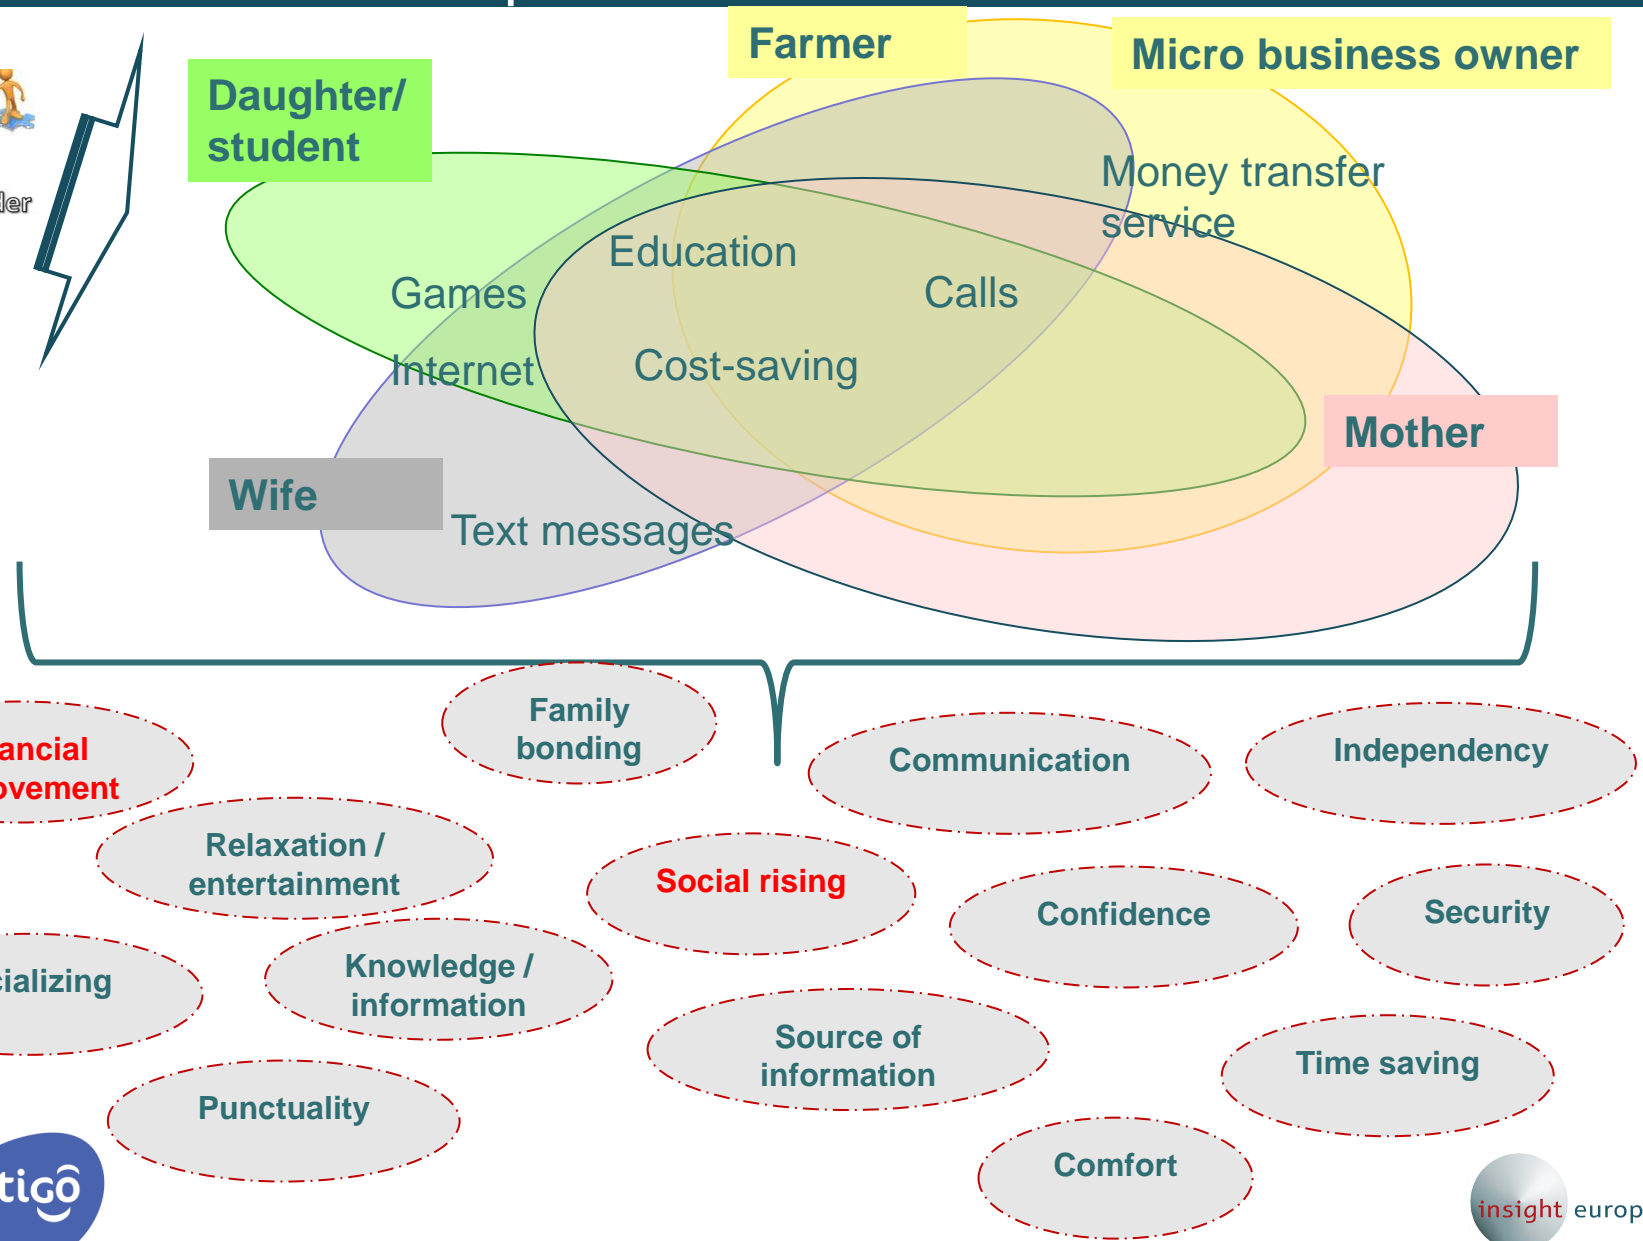 Farmer
Micro business owner
Daughter/
student
Money transfer
service
Education
Games
Calls
Internet
Cost-saving
Mother
Wife
Text messages
Family
bonding
ancial
ovement
Communication
Independency
Relaxation /
entertainment
Social rising
Confidence
Security
cializing
Knowledge /
information
Source of
information
Time saving
Punctuality
Comfort
tigo
insight europ